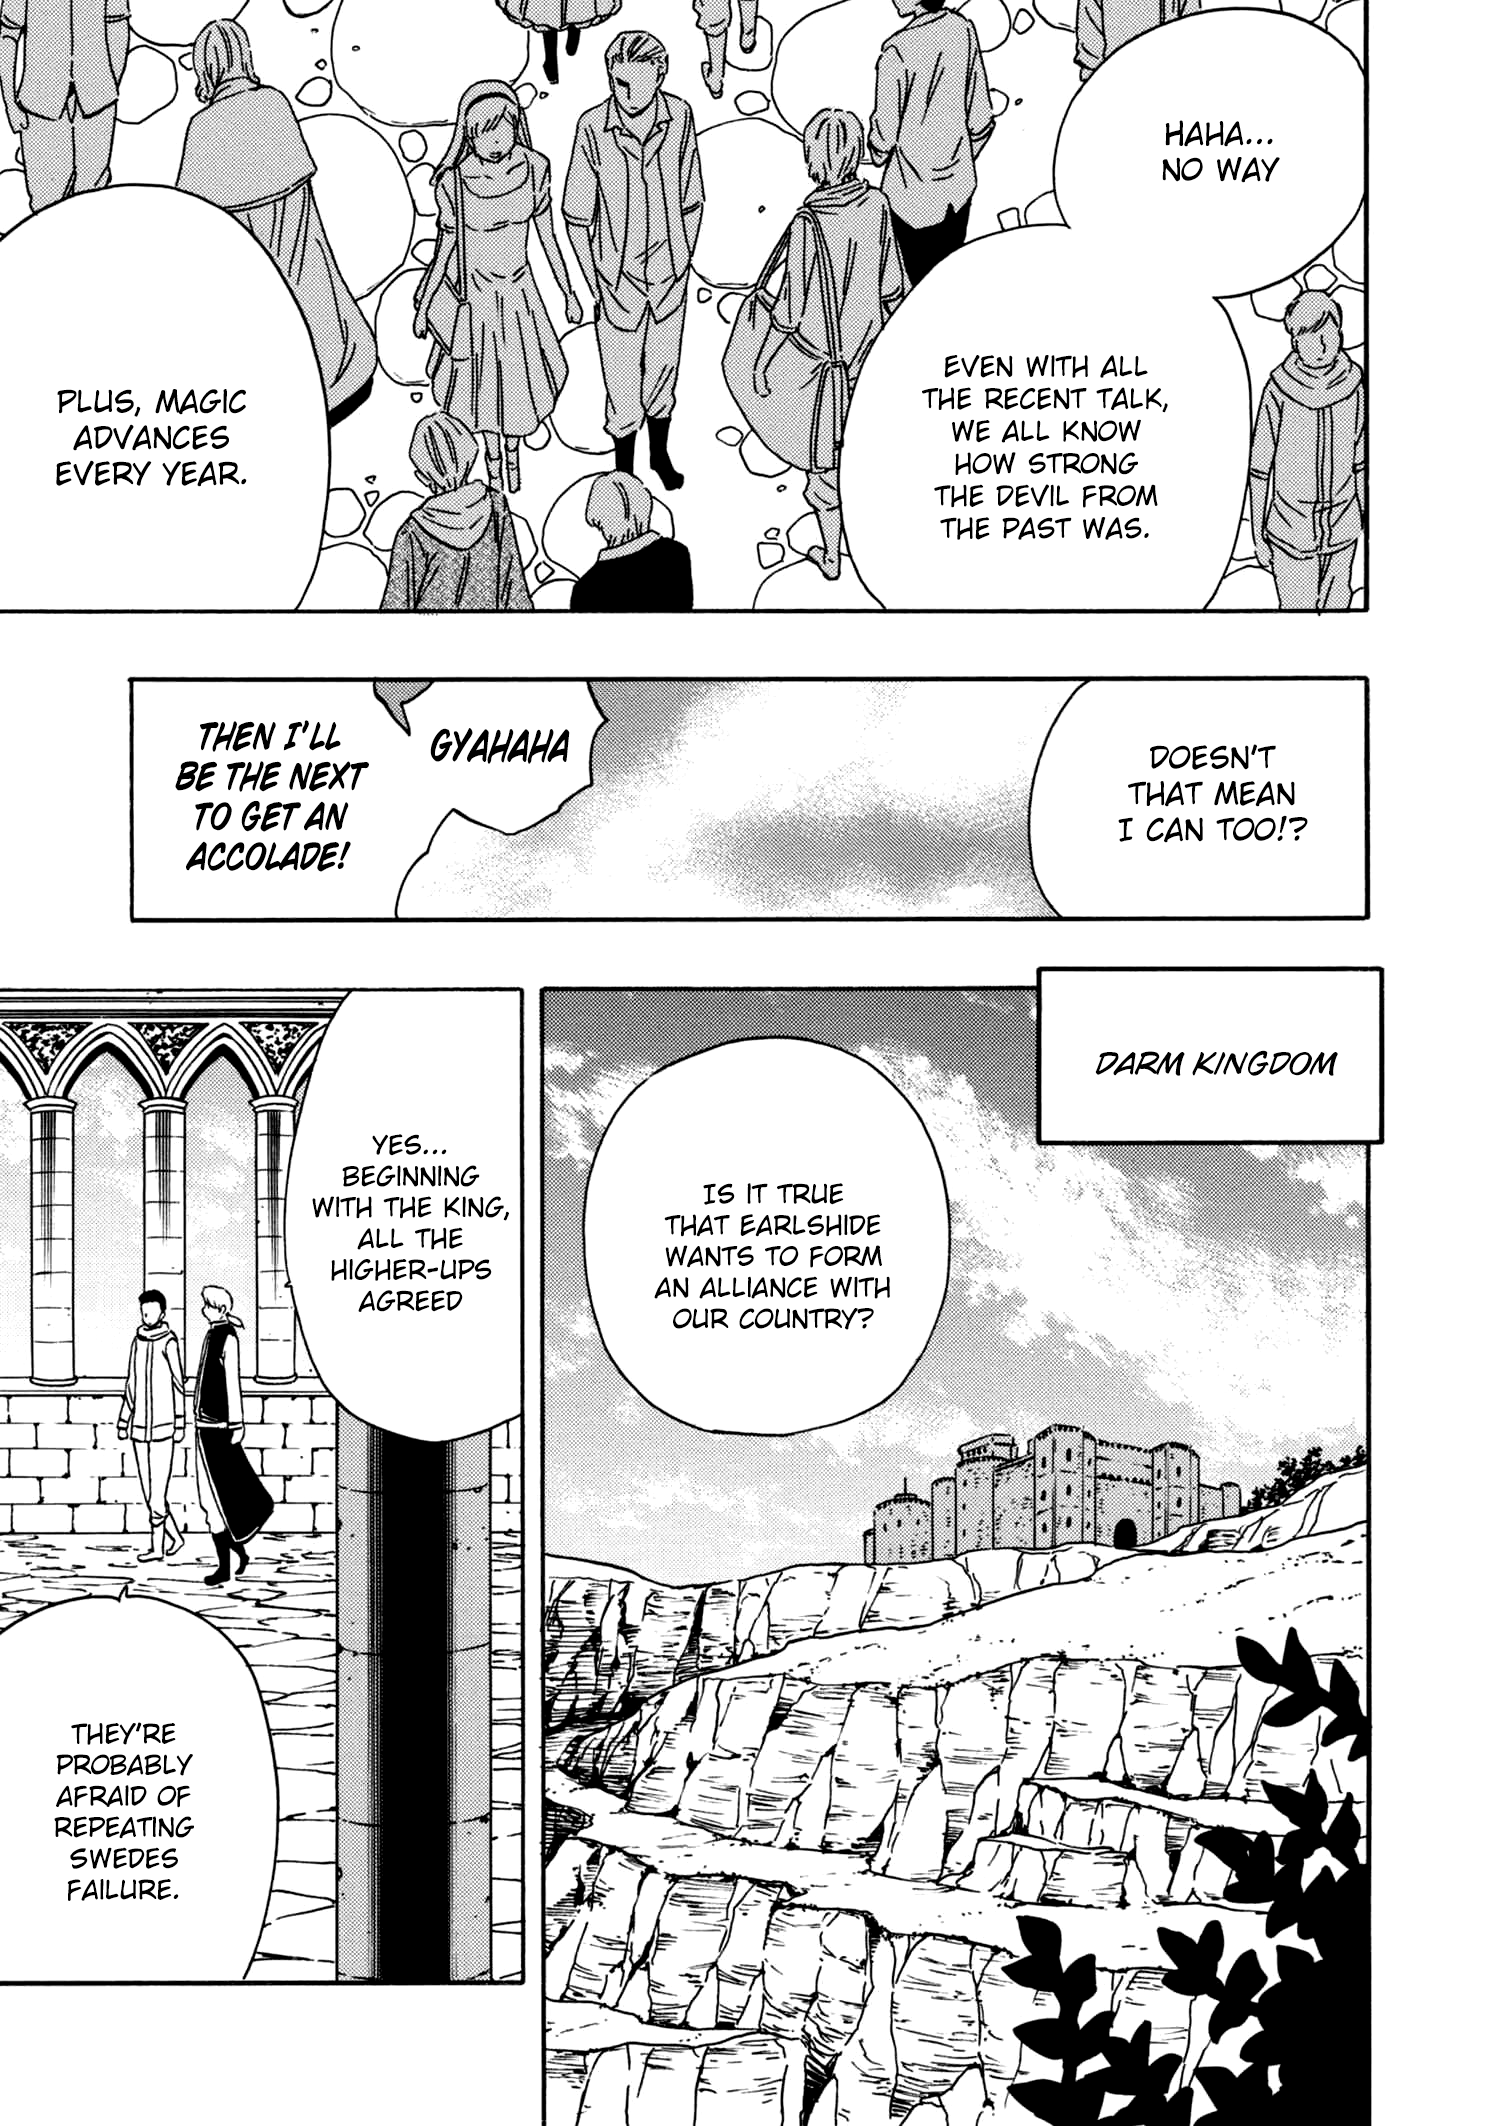 HAHA...
NO WAY
EVEN WITH ALL
THE RECENT TALK,
WE ALL KNOW
HOW STRONG
THE DEVIL FROM
THE PAST WAS.
PLUS, MAGIC
ADVANCES
EVERY YEAR.
DOESN'T
THAT MEAN
I CAN TOO!?
GYAHAHA
THEN I'LL
BE THE NEXT
TO GET AN
ACCOLADE!
DARM KINGDOM
IS IT TRUE
THAT EARLSHIDE
WANTS TO FORM
AN ALLIANCE WITH
OUR COUNTRY?
YES...
BEGINNING
WITH THE KING,
ALL THE
HIGHER-UPS
AGREED
THEY'RE
PROBABLY
AFRAID OF
REPEATING
SWEDES
FAILURE.